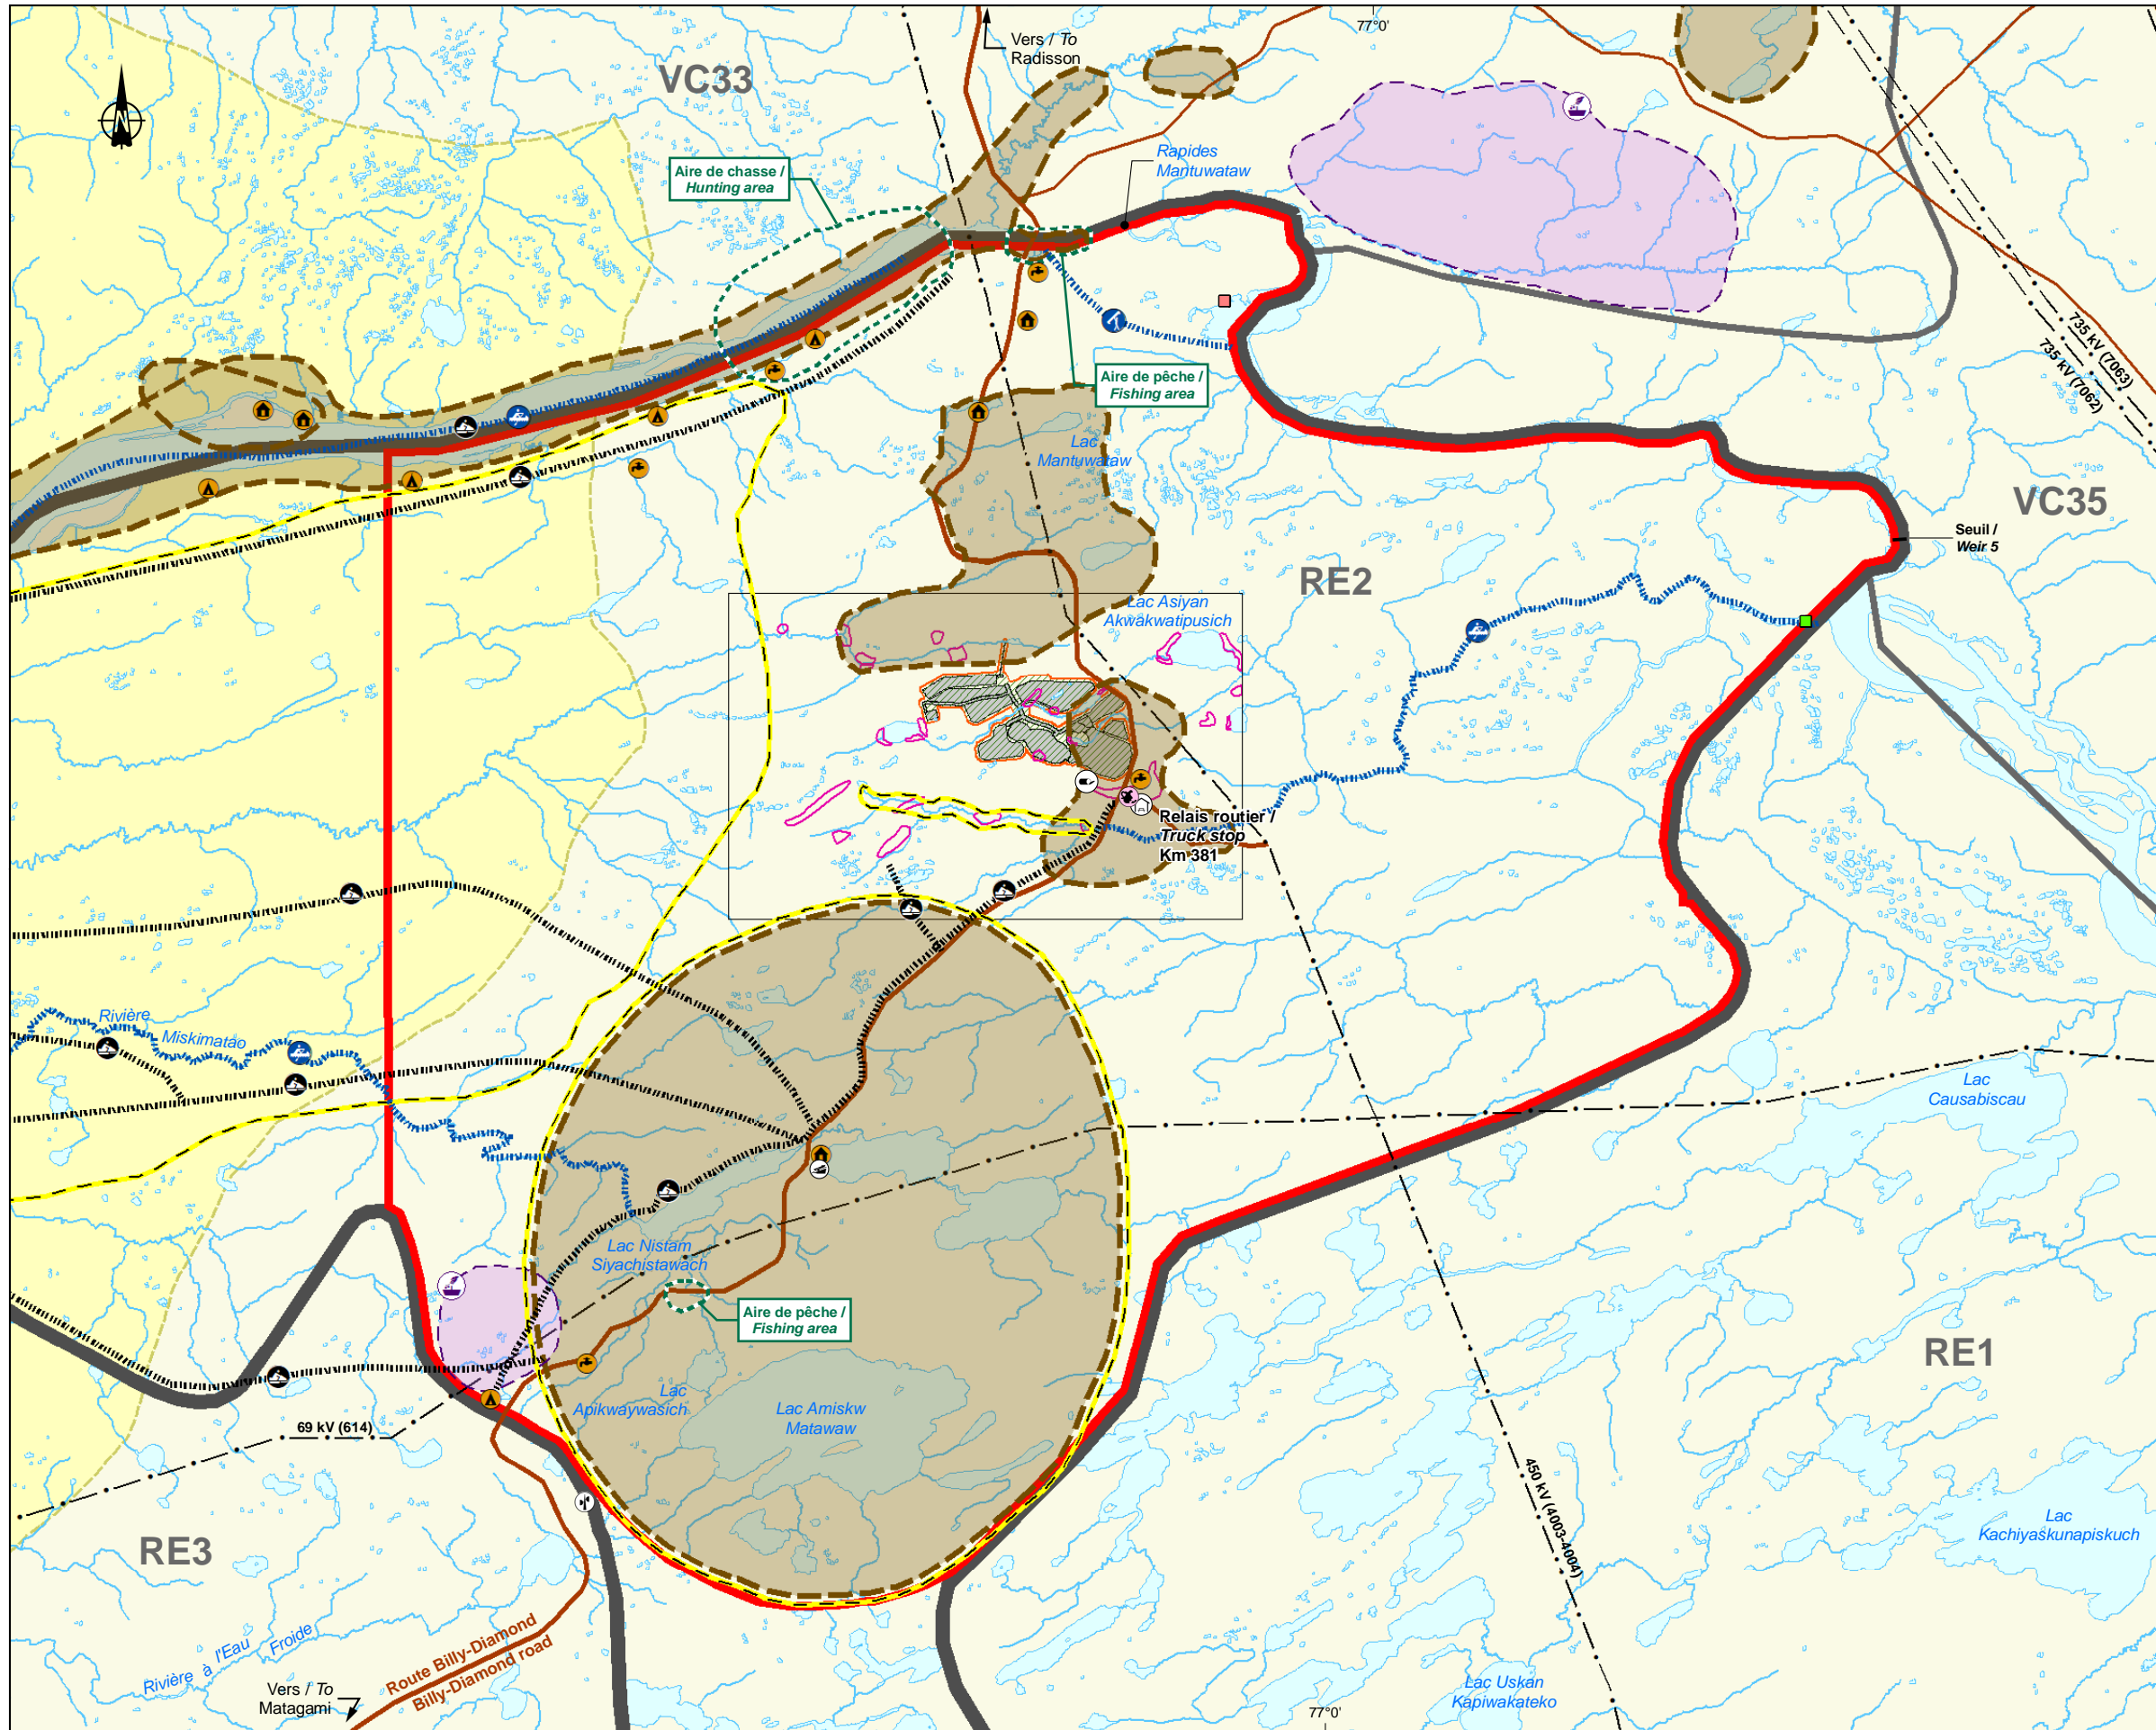 77°0'
Vers / To
Radisson
VC33
N
Rapides
Mantuwataw
Aire de chasse /
Hunting area
735 kV (7063)
735 kV (7062)
Aire de pêche /
Fishing area
Lac
Mantuwataw
VC35
Seuil /
Weir 5
RE2
Lac Asiyan
Akwakwatipusich
Relais routier /
Truck stop
Km 381
Rivière
Miskimatao
Lac
Causabiscau
Lac Nistam
Siyachistawach
Aire de pêche /
Fishing area
RE1
Lac
Apikwaywasich
Lac Amiskw
Matawaw
69 kV (614)
450 kV (4003-4004)
Lac
Kachiyaskunapiskuch
RE3
Rivière à l'Eau Froide
Route Billy-Diamond
Billy-Diamond road
Vers / To
Matagami
Lac Uskan
Kapiwakateko
77°0'